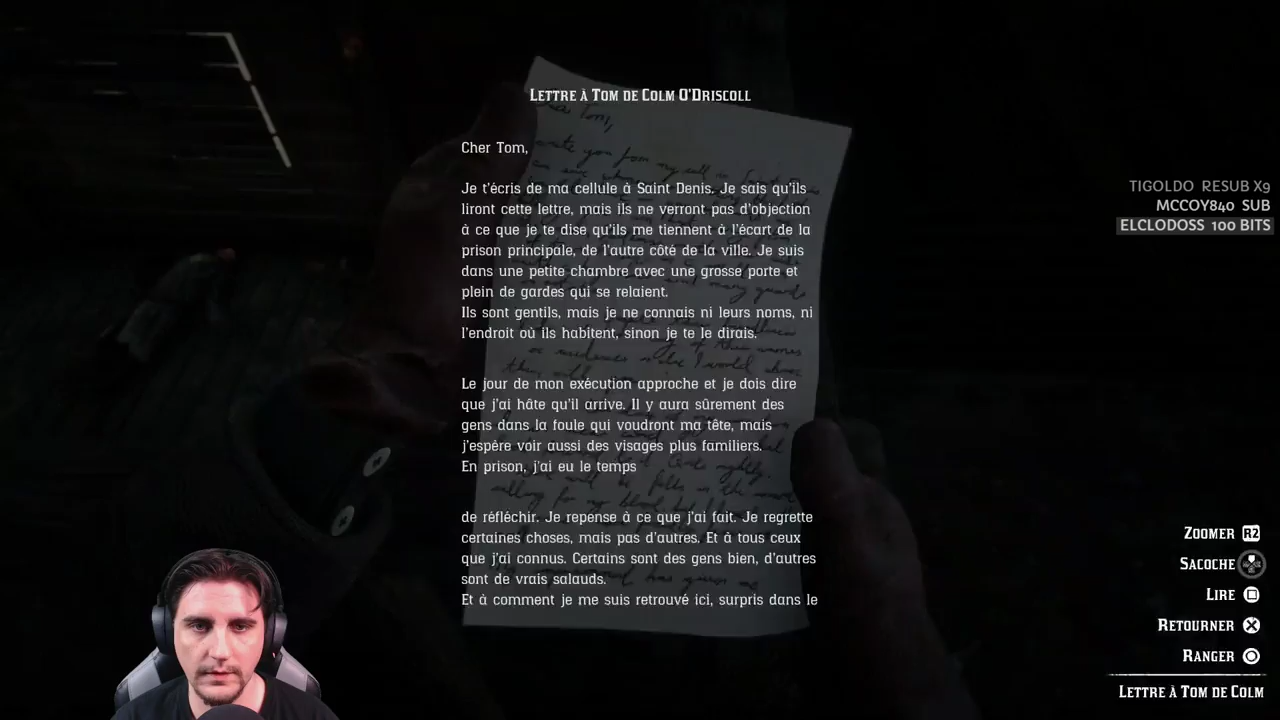 LETTRE À TOM DE COLM O'DRISCOLL
Cher Tom,
Je t'écris de ma cellule à Saint Denis. Je sais qu'ils
liront cette lettre, mais ils ne verront pas d'objection
à ce que je te dise qu'ils me tiennent à l'écart de la
prison principale, de l'autre côté de la ville. Je suis
dans une petite chambre avec une grosse porte et
plein de gardes qui se relaient.
Ils sont gentils, mais je ne connais ni leurs noms, ni
l'endroit où ils habitent, sinon je te le dirais.
Le jour de mon exécution approche et je dois dire
que j'ai hâte qu'il arrive. Il y aura sûrement des
gens dans la foule qui voudront ma tête, mais
j'espère voir aussi des visages plus familiers.
En prison, j'ai eu le temps
de réfléchir. Je repense à ce que j'ai fait. Je regrette
certaines choses, mais pas d'autres. Et à tous ceux
que j'ai connus. Certains sont des gens bien, d'autres
sont de vrais salauds.
Et à comment je me suis retrouvé ici, surpris dans le
TIGOLDO RESUB X9
MCCOY840 SUB
ELCLODOSS 100 BITS
ZOOMER R2
SACOCHE
LIRE
RETOURNER
RANGER
LETTRE À TOM DE COLM